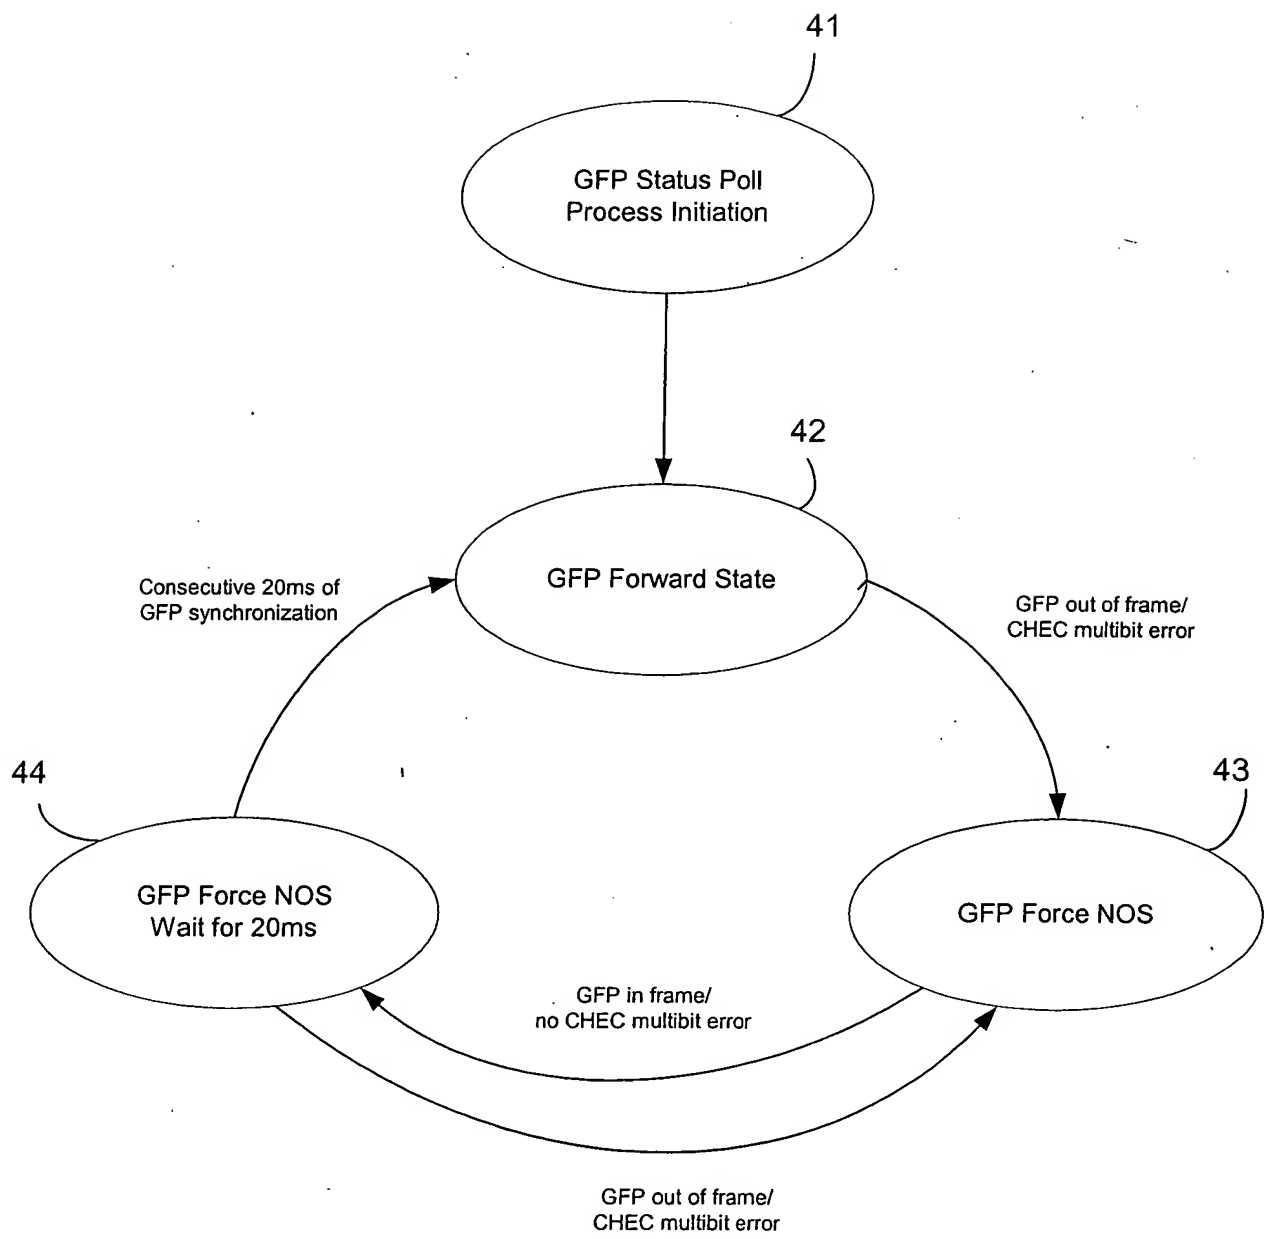 41
GFP Status Poll
Process Initiation
42
GFP Forward State
Consecutive 20ms of
GFP synchronization
GFP out of frame/
CHEC multibit error
44
43
GFP Force NOS
Wait for 20ms
GFP Force NOS
GFP in frame/
no CHEC multibit error
GFP out of frame/
CHEC multibit error